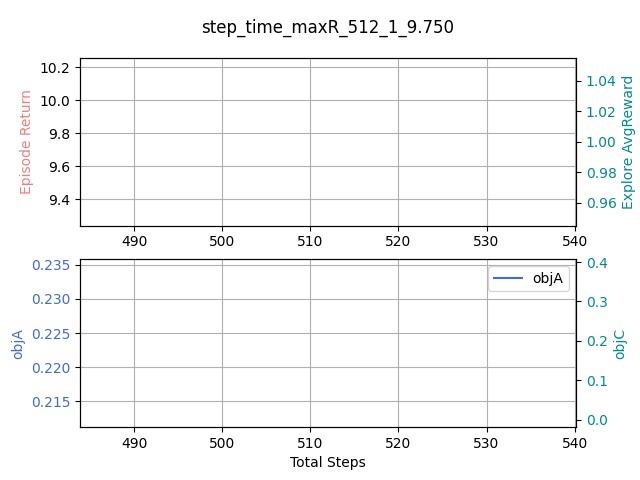 step_time_maxR_512_1_9.750
10.2
10.0
9.8
9.6
9.4
Episode Return
1.04
1.02
1.00
0.98
0.96
Explore AvgReward
490 500 510 520 530 540
0.235
0.230
0.225
0.220
0.215
objA
objA
0.4
0.3
0.2
0.1
0.0
objC
490 500 510 520 530 540
Total Steps